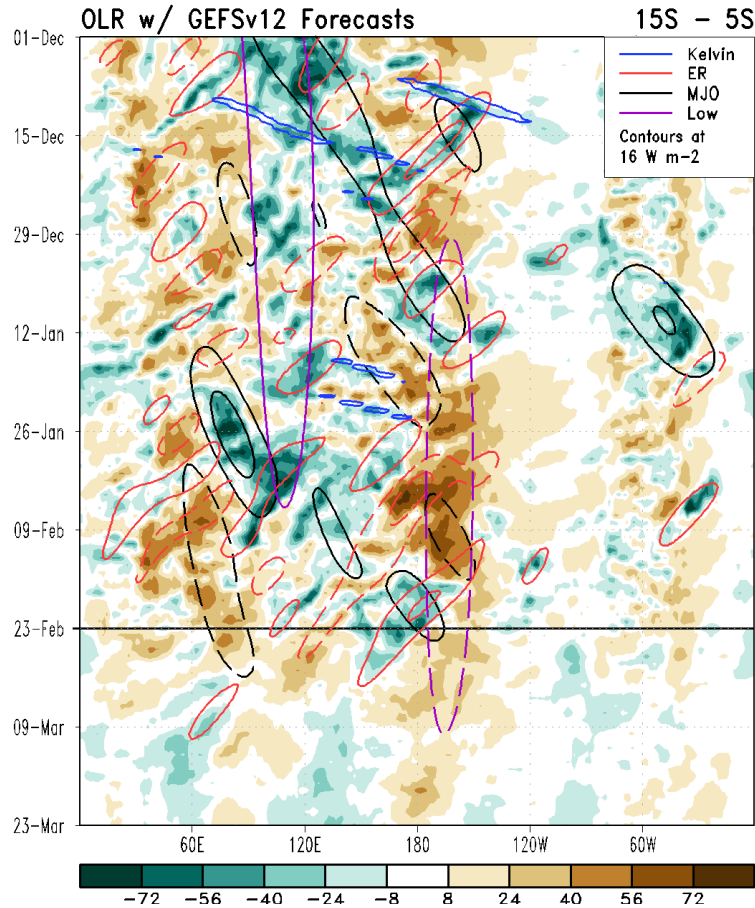 OLR w/ GEFSv12 Forecasts 15S - 5S
01-Dec
15-Dec
29-Dec
12-Jan
26-Jan
09-Feb
23-Feb
09-Mar
23-Mar
Kelvin
ER
MJO
Low
Contours at
16 W m-2
60E 120E 180 120W 60W
-72 -56 -40 -24 -8 8 24 40 56 72